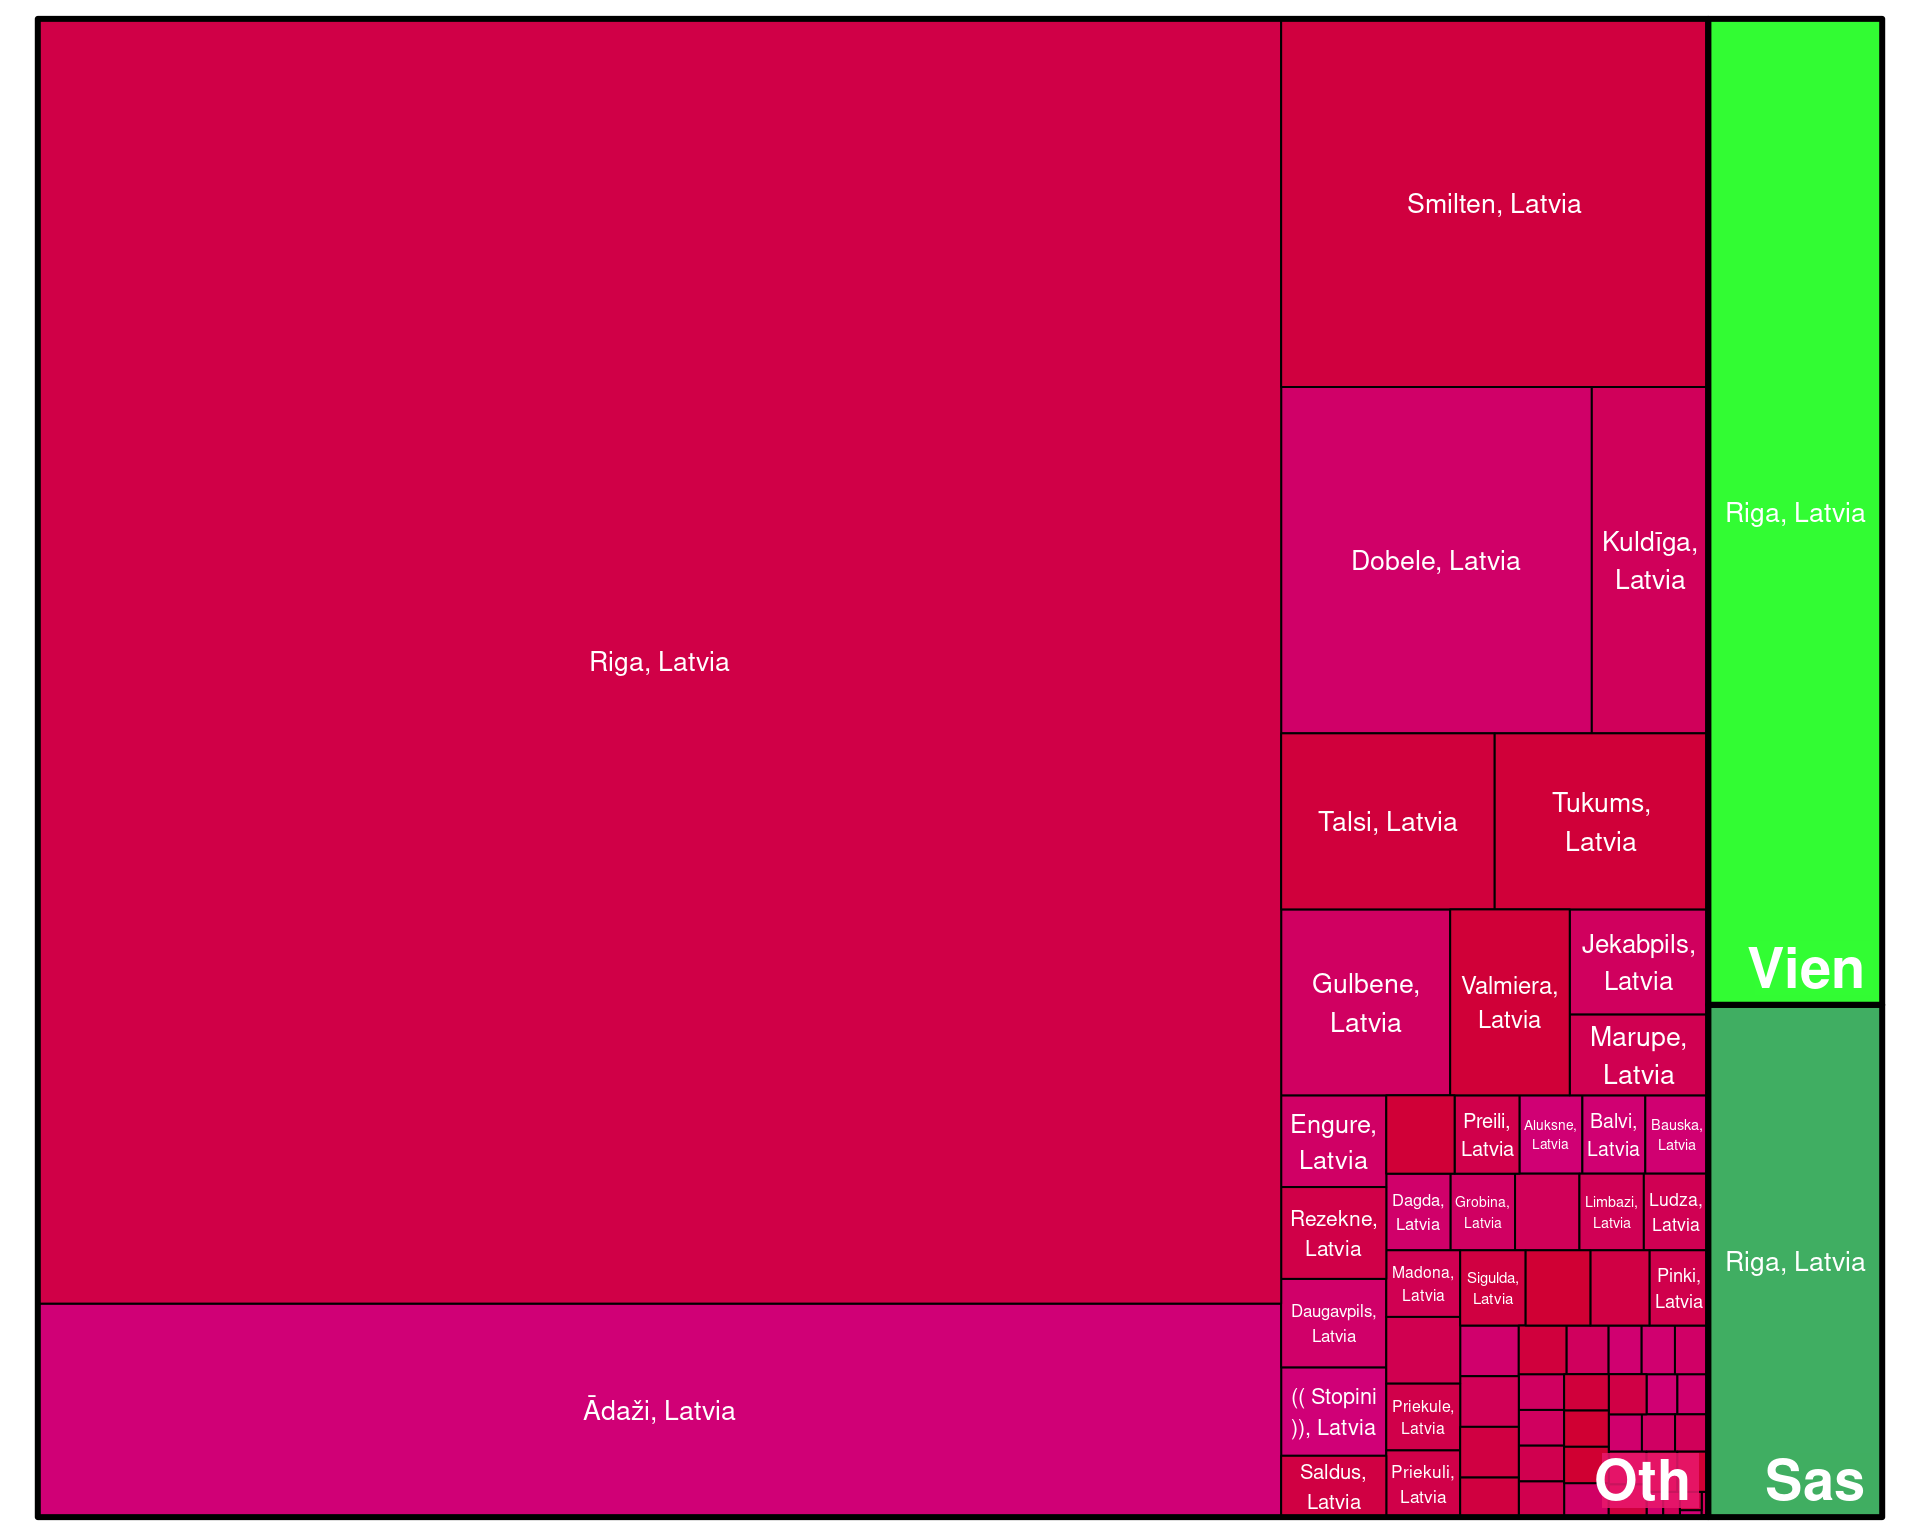 Riga, Latvia
Ādaži, Latvia
Smilten, Latvia
Dobele, Latvia
Kuldīga,
Latvia
Talsi, Latvia
Tukums,
Latvia
Gulbene,
Latvia
Valmiera,
Latvia
Jekabpils,
Latvia
Marupe,
Latvia
Engure,
Latvia
Rezekne,
Latvia
Daugavpils,
Latvia
(( Stopini
)), Latvia
Saldus,
Latvia
Preili,
Latvia
Aluksne,
Latvia
Balvi,
Latvia
Bauska,
Latvia
Dagda,
Latvia
Grobina,
Latvia
Limbazi,
Latvia
Ludza,
Latvia
Madona,
Latvia
Sigulda,
Latvia
Pinki,
Latvia
Priekule,
Latvia
Priekuli,
Latvia
Oth
Riga, Latvia
Vien
Riga, Latvia
Sas